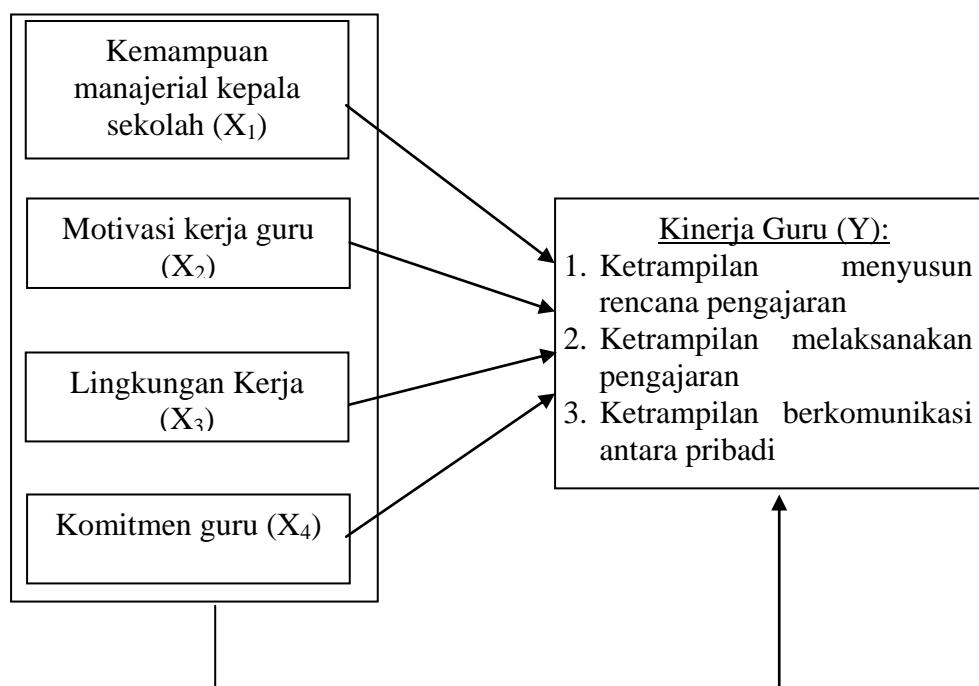 Kemampuan
manajerial kepala
sekolah (X₁)
Motivasi kerja guru
(X₂)
Lingkungan Kerja
(X₃)
Komitmen guru (X₄)
Kinerja Guru (Y):
1. Ketrampilan menyusun
rencana pengajaran
2. Ketrampilan melaksanakan
pengajaran
3. Ketrampilan berkomunikasi
antara pribadi